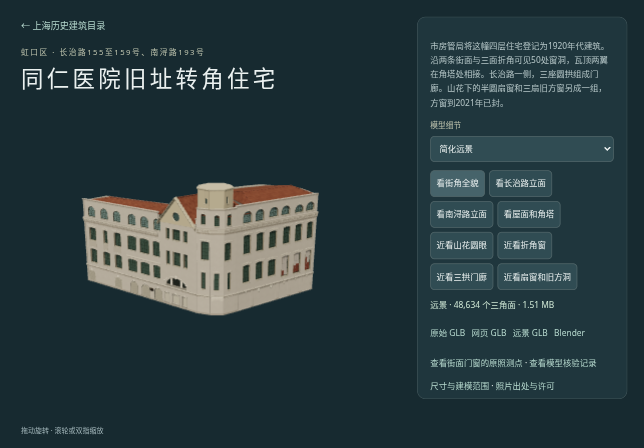 ← 上海历史建筑目录
虹口区 · 长治路155至159号、南浔路193号
同仁医院旧址转角住宅
市房管局将这幢四层住宅登记为1920年代建筑。
沿两条街面与三面折角可见50处窗洞，瓦顶两翼
在角塔处相接。长治路一侧，三座圆拱组成门
廊。山花下的半圆扇窗和三扇旧方窗另成一组，
方窗到2021年已封。
模型细节
简化远景
看街角全貌
看长治路立面
看南浔路立面
看屋面和角塔
近看山花圆眼
近看折角窗
近看三拱门廊
近看扇窗和旧方洞
远景 · 48,634 个三角面 · 1.51 MB
原始 GLB 网页 GLB 远景 GLB Blender
查看街面门窗的原照测点 · 查看模型核验记录
尺寸与建模范围 · 照片出处与许可
拖动旋转 · 滚轮或双指缩放